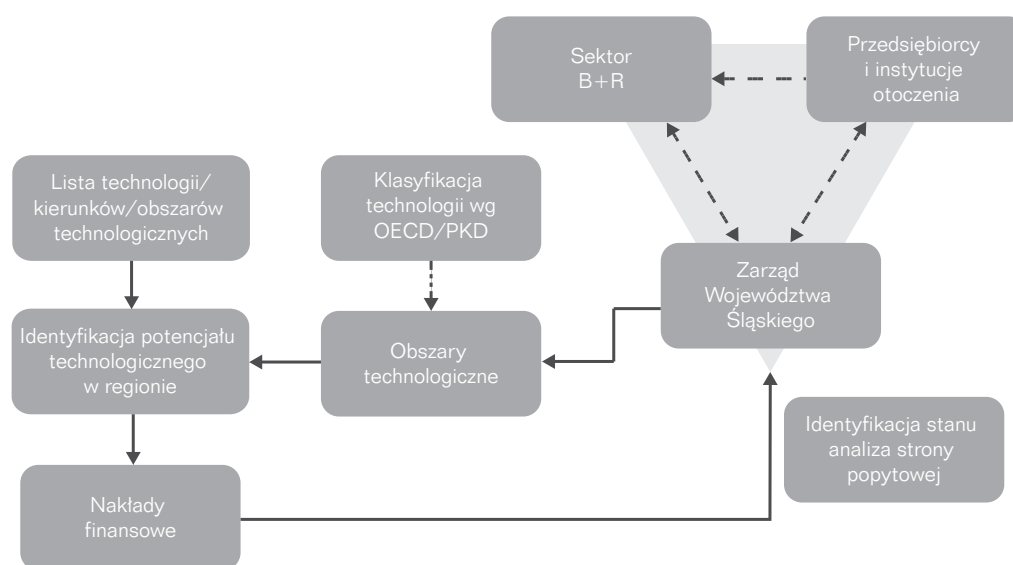 Sektor
B+R
Przedsiębiorcy
i instytucje
otoczenia
Lista technologii/
kierunków/obszarów
technologicznych
Klasyfikacja
technologii wg
OECD/PKD
Zarząd
Województwa
Śląskiego
Identyfikacja potencjału
technologicznego
w regionie
Obszary
technologiczne
Identyfikacja stanu
analiza strony
popytowej
Nakłady
finansowe